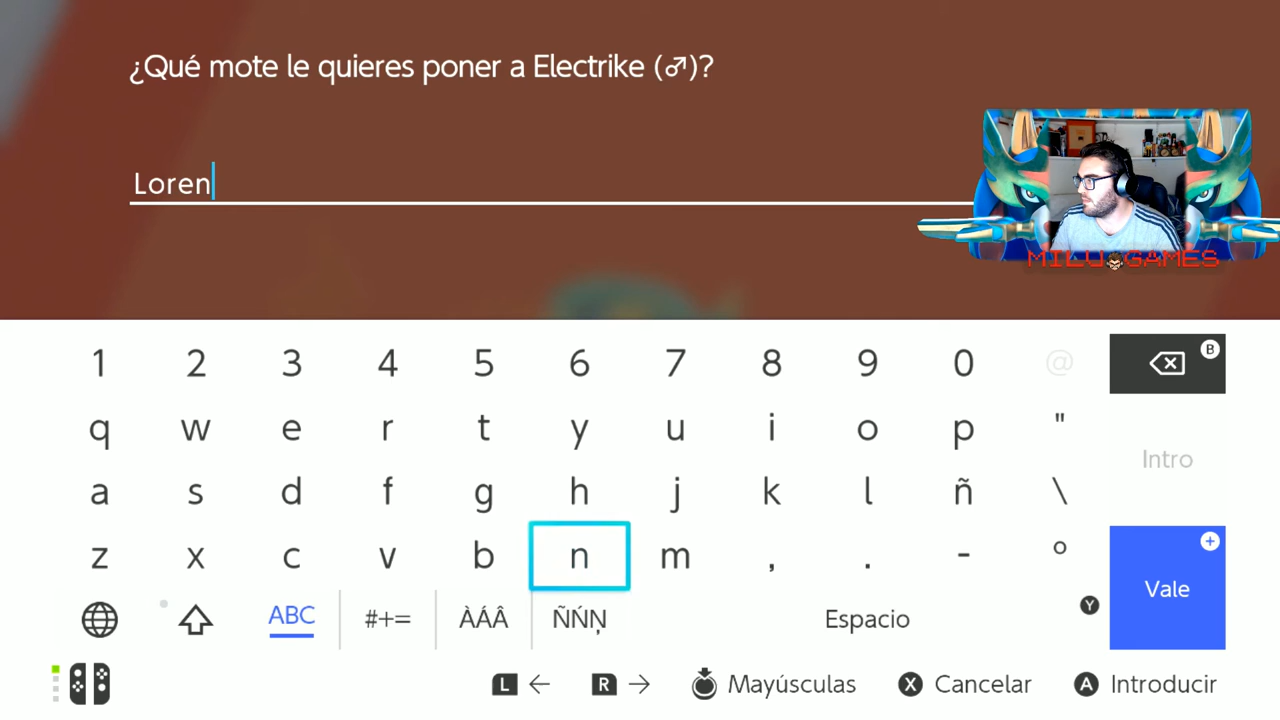 ¿Qué mote le quieres poner a Electrike (♂)?
Loren
MILU GAMES
1 2 3 4 5 6 7 8 9 0 @ B
q w e r t y u i o p "
Intro
a s d f g h j k l ñ \
z x c v b n m , . - º +
Vale
ABC #+= ÀÁÂ ÑŃŅ Espacio Y
L ← R → Mayúsculas X Cancelar A Introducir